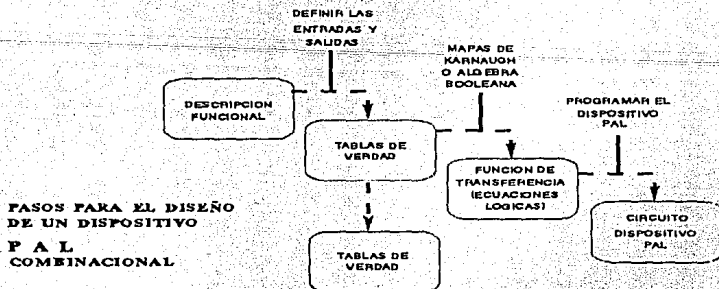 DEFINIR LAS
ENTRADAS Y
SALIDAS
MAPAS DE
KARNAUGH
O ALGEBRA
BOOLEANA
PROGRAMAR EL
DISPOSITIVO
PAL
DESCRIPCION
FUNCIONAL
TABLAS DE
VERDAD
FUNCION DE
TRANSFERENCIA
(ECUACIONES
LOGICAS)
CIRCUITO
DISPOSITIVO
PAL
TABLAS DE
VERDAD
PASOS PARA EL DISEÑO
DE UN DISPOSITIVO
P A L
COMBINACIONAL